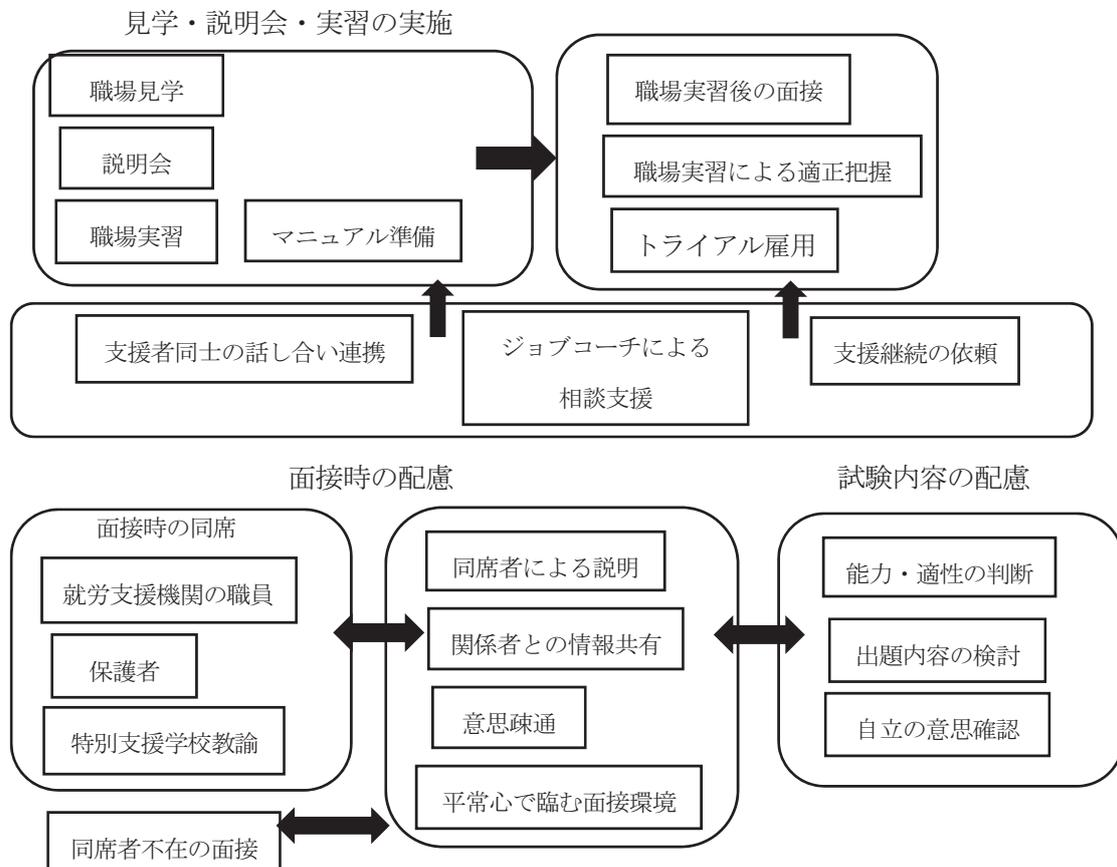 見学・説明会・実習の実施
職場見学
説明会
職場実習
マニュアル準備
職場実習後の面接
職場実習による適正把握
トライアル雇用
支援者同士の話し合い連携
ジョブコーチによる
相談支援
支援継続の依頼
面接時の配慮
試験内容の配慮
面接時の同席
就労支援機関の職員
保護者
特別支援学校教諭
同席者不在の面接
同席者による説明
関係者との情報共有
意思疎通
平常心で臨む面接環境
能力・適性の判断
出題内容の検討
自立の意思確認